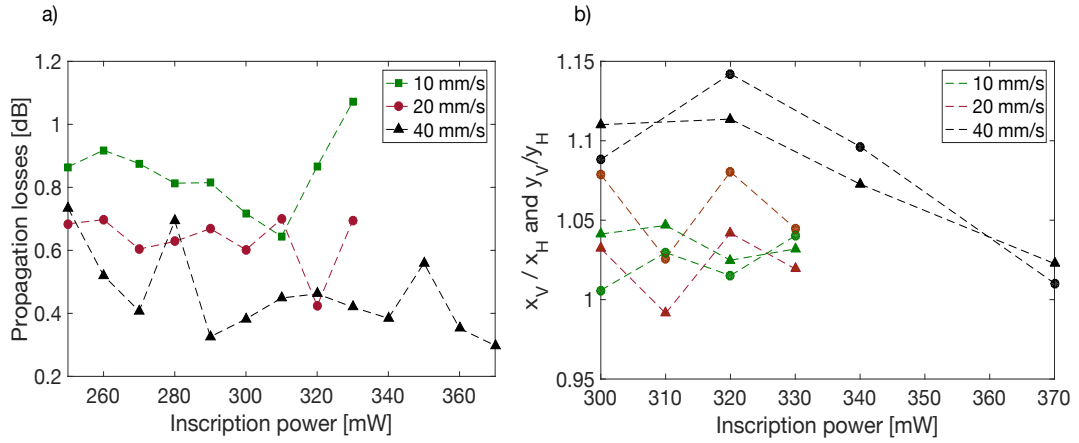 a)
1.2
1
0.8
0.6
0.4
0.2
Propagation losses [dB]
10 mm/s
20 mm/s
40 mm/s
260 280 300 320 340 360
Inscription power [mW]
b)
1.15
1.1
1.05
1
0.95
x_V / x_H and y_V/y_H
10 mm/s
20 mm/s
40 mm/s
300 310 320 330 340 350 360 370
Inscription power [mW]